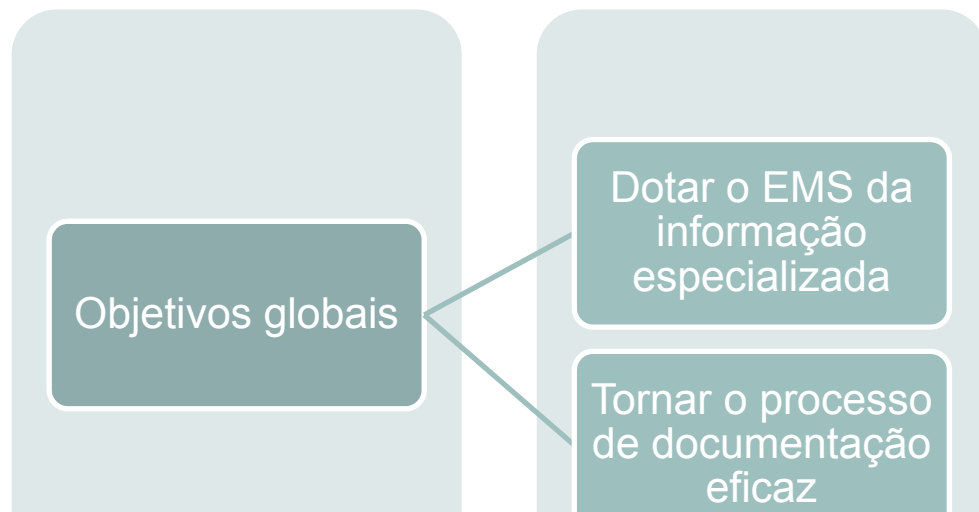 Objetivos globais
Dotar o EMS da
informação
especializada
Tornar o processo
de documentação
eficaz